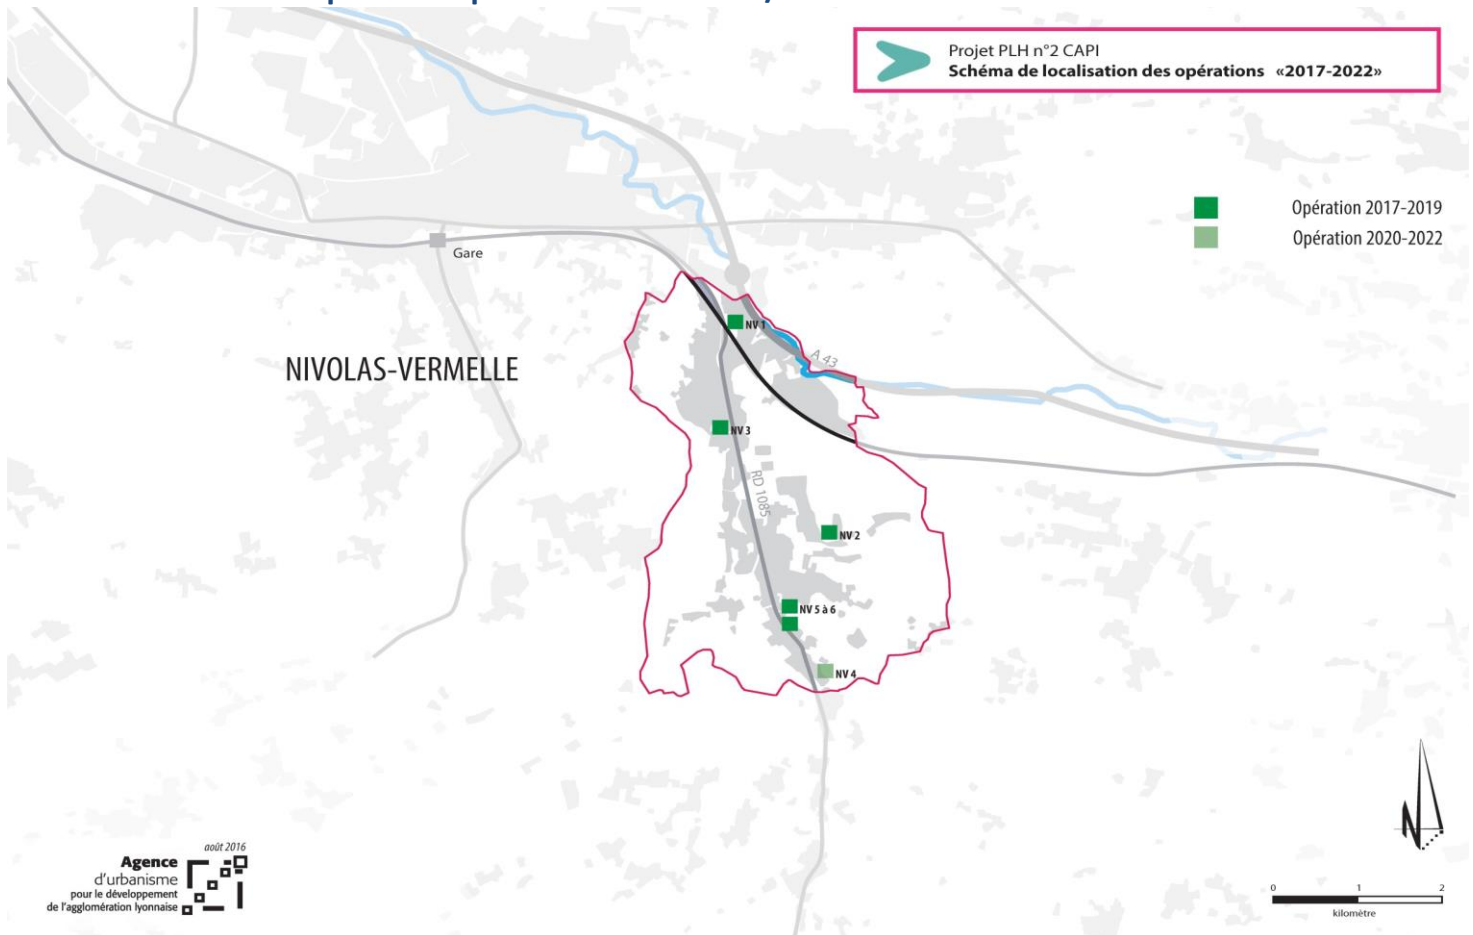 Projet PLH n°2 CAPI
Schéma de localisation des opérations «2017-2022»
Opération 2017-2019
Opération 2020-2022
Gare
NV 1
A 43
NIVOLAS-VERMELLE
NV 3
RD 1085
NV 2
NV 5 à 6
NV 4
N
août 2016
Agence
d'urbanisme
pour le développement
de l'agglomération lyonnaise
0 1 2
kilomètre